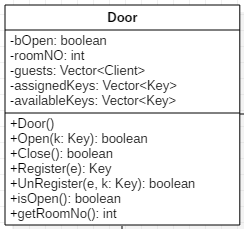 Door
-bOpen: boolean
-roomNO: int
-guests: Vector<Client>
-assignedKeys: Vector<Key>
-availableKeys: Vector<Key>
+Door()
+Open(k: Key): boolean
+Close(): boolean
+Register(e): Key
+UnRegister(e, k: Key): boolean
+isOpen(): boolean
+getRoomNo(): int